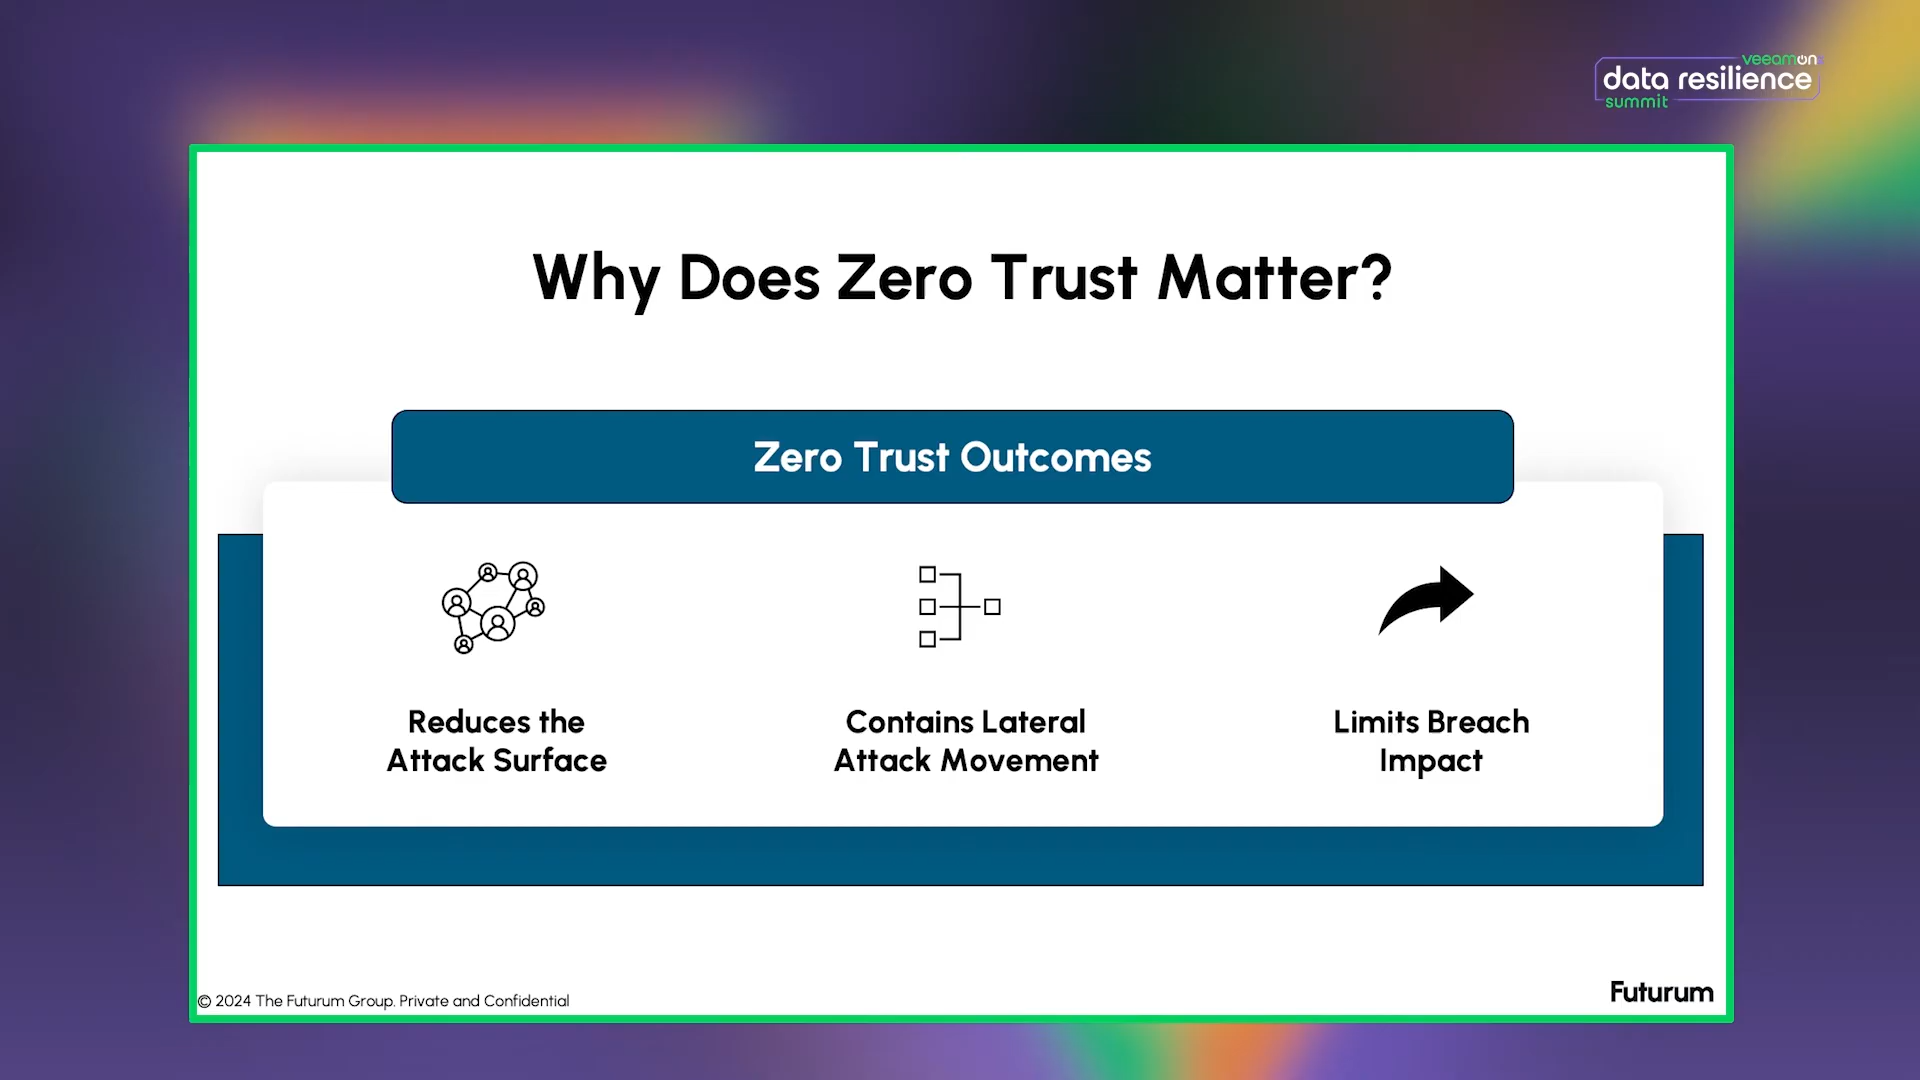 veeamON
data resilience
summit
Why Does Zero Trust Matter?
Zero Trust Outcomes
Reduces the
Attack Surface
Contains Lateral
Attack Movement
Limits Breach
Impact
© 2024 The Futurum Group. Private and Confidential
Futurum